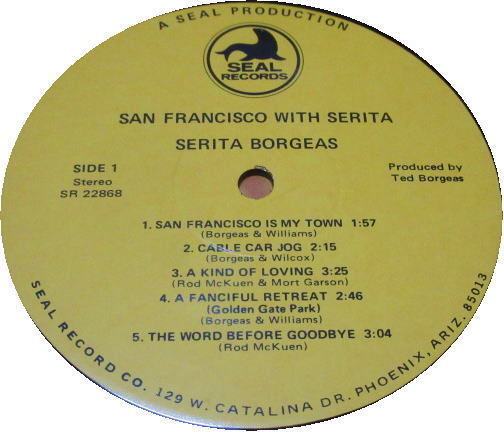 A SEAL PRODUCTION
SEAL
RECORDS
SAN FRANCISCO WITH SERITA
SERITA BORGEAS
SIDE 1
Stereo
SR 22868
Produced by
Ted Borgeas
1. SAN FRANCISCO IS MY TOWN 1:57
(Borgeas & Williams)
2. CABLE CAR JOG 2:15
(Borgeas & Wilcox)
3. A KIND OF LOVING 3:25
(Rod McKuen & Mort Garson)
4. A FANCIFUL RETREAT 2:46
(Golden Gate Park)
(Borgeas & Williams)
5. THE WORD BEFORE GOODBYE 3:04
(Rod McKuen)
SEAL RECORD CO. 129 W. CATALINA DR. PHOENIX, ARIZ. 85013